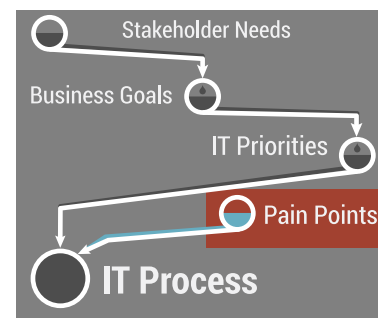 Stakeholder Needs
Business Goals
IT Priorities
Pain Points
IT Process